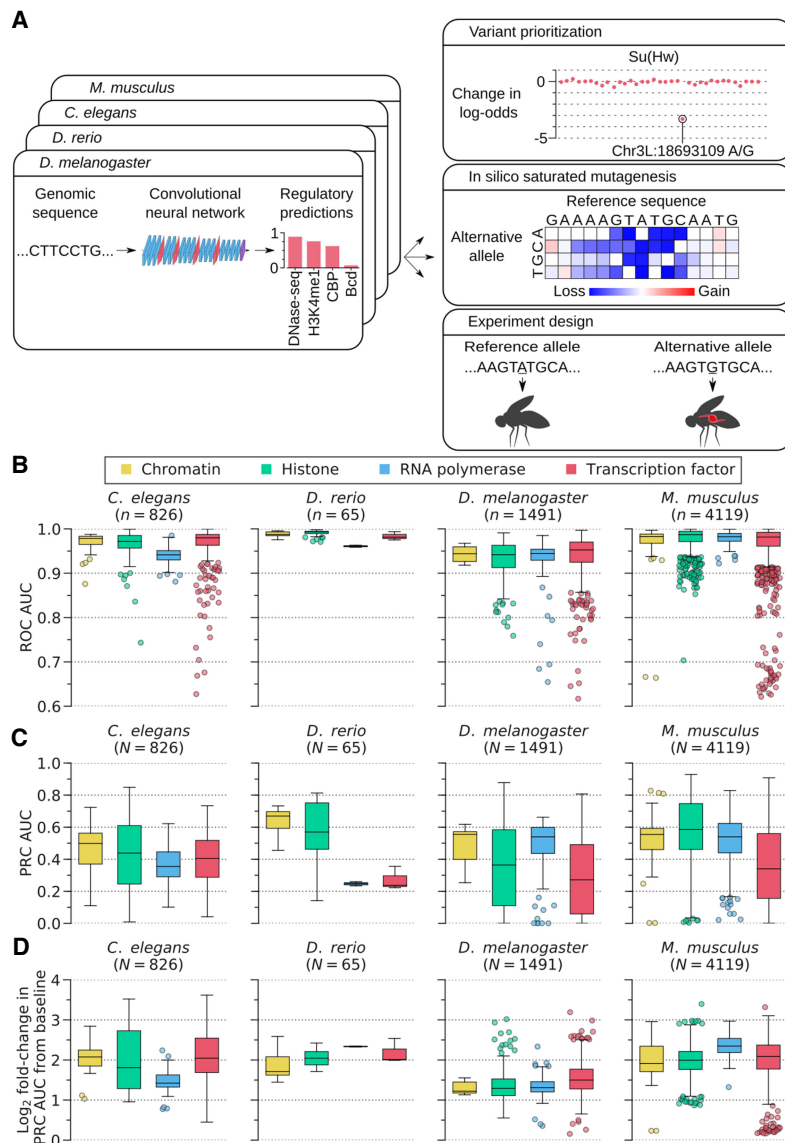 A
M. musculus
C. elegans
D. rerio
D. melanogaster
Genomic sequence
Convolutional neural network
Regulatory predictions
...CTTCCTG...
1
0
DNase-seq
H3K4me1
CBP
Bcd
Variant prioritization
Su(Hw)
Change in log-odds
0
-5
Chr3L:18693109 A/G
In silico saturated mutagenesis
Reference sequence
G A A A A G T A T G C A A T G
Alternative allele
T G C A
Loss
Gain
Experiment design
Reference allele
Alternative allele
...AAGTATGCA...
...AAGTGTGCA...
B
Chromatin
Histone
RNA polymerase
Transcription factor
C. elegans
(n = 826)
D. rerio
(n = 65)
D. melanogaster
(n = 1491)
M. musculus
(n = 4119)
ROC AUC
1.0
0.9
0.8
0.7
0.6
C
C. elegans
(N = 826)
D. rerio
(N = 65)
D. melanogaster
(N = 1491)
M. musculus
(N = 4119)
PRC AUC
1.0
0.8
0.6
0.4
0.2
0.0
D
C. elegans
(N = 826)
D. rerio
(N = 65)
D. melanogaster
(N = 1491)
M. musculus
(N = 4119)
Log2 fold-change in
PRC AUC from baseline
4
3
2
1
0